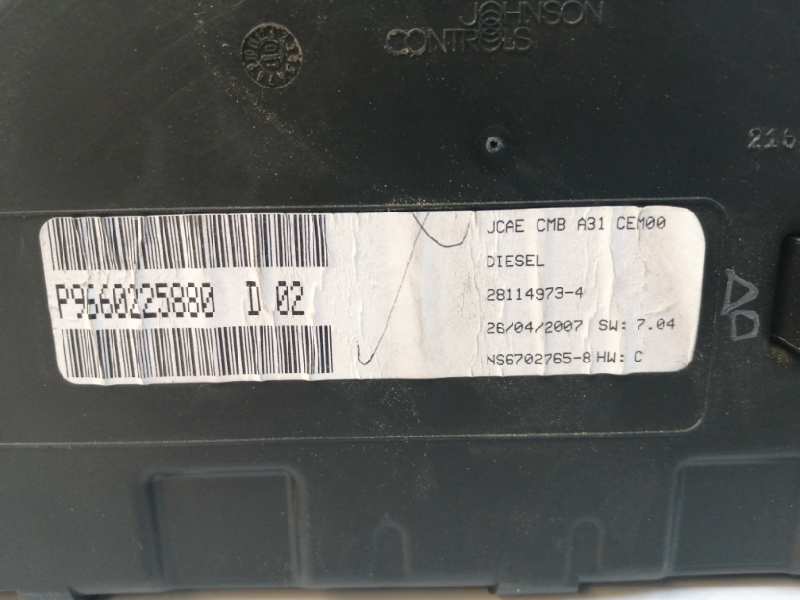 JOHNSON
CONTROLS
216
P9660225880 D 02
JCAE CMB A31 CEM00
DIESEL
28114973-4
26/04/2007 SW: 7.04
NS6702765-8 HW: C